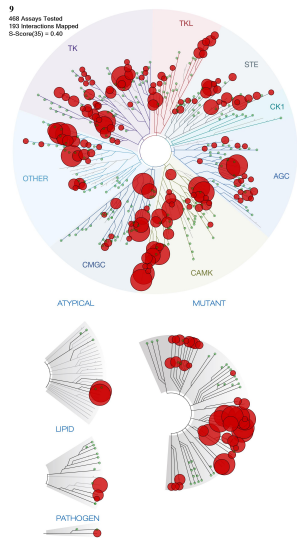 9
468 Assays Tested
193 Interactions Mapped
S-Score(35) = 0.40
TKL
TK
STE
CK1
AGC
OTHER
CMGC
CAMK
ATYPICAL
MUTANT
LIPID
PATHOGEN